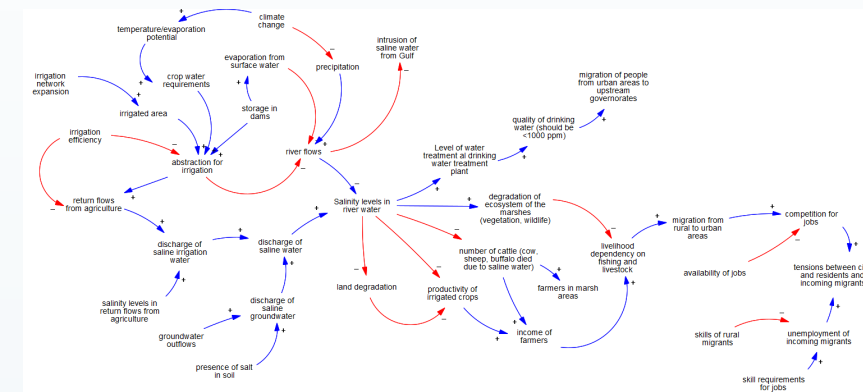 climate
change
temperature/evaporation
potential
intrusion of
saline water
from Gulf
evaporation from
surface water
precipitation
irrigation
network
expansion
crop water
requirements
migration of people
from urban areas to
upstream
governorates
irrigated area
storage in
dams
quality of drinking
water (should be
<1000 ppm)
irrigation
efficiency
abstraction for
irrigation
river flows
Level of water
treatment at drinking
water treatment
plant
return flows
from agriculture
Salinity levels in
river water
degradation of
ecosystem of the
marshes
(vegetation, wildlife)
migration from
rural to urban
areas
competition for
jobs
discharge of
saline irrigation
water
discharge of
saline water
number of cattle (cow,
sheep, buffalo died
due to saline water)
livelihood
dependency on
fishing and
livestock
availability of jobs
tensions between ci
and residents and
incoming migrants
land degradation
productivity of
irrigated crops
farmers in marsh
areas
salinity levels in
return flows from
agriculture
discharge of
saline
groundwater
groundwater
outflows
income of
farmers
skills of rural
migrants
unemployment of
incoming migrants
presence of salt
in soil
skill requirements
for jobs